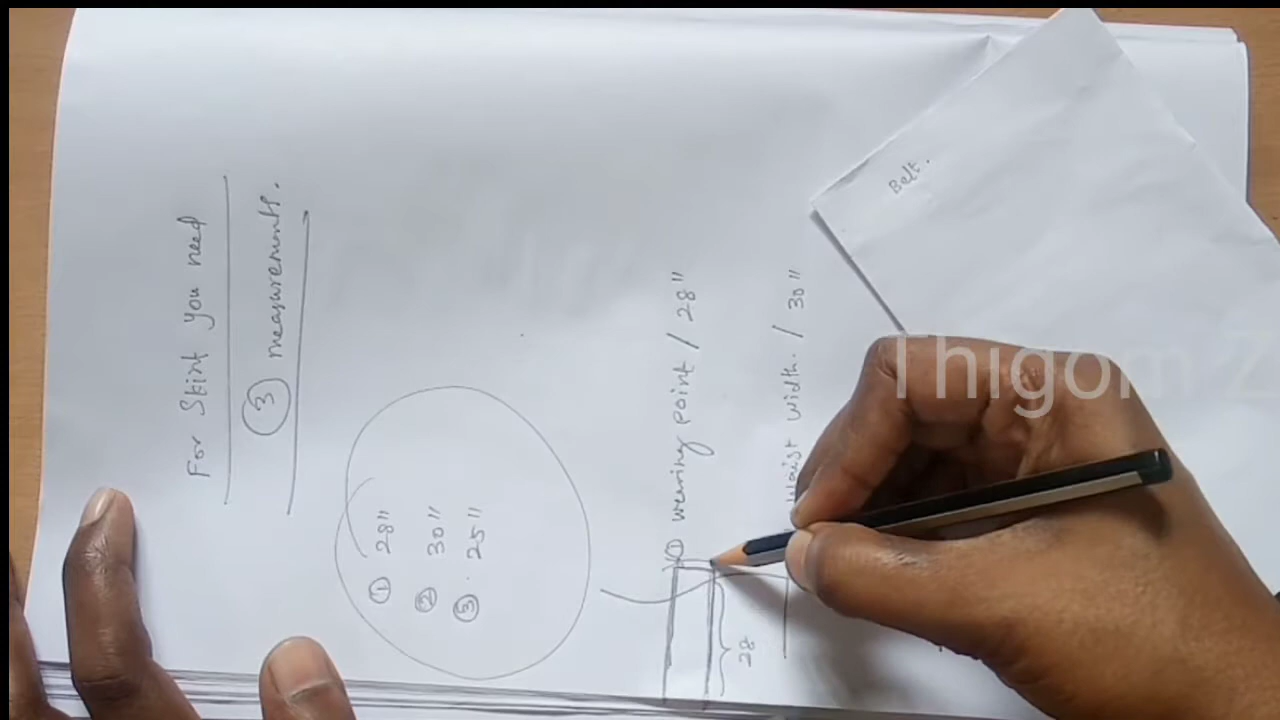 For Skirt you need
③ measurements.
① 28"
② 30"
③ . 25"
① wearing point / 28"
Waist width. / 30"
28
Belt.
Thigomiz